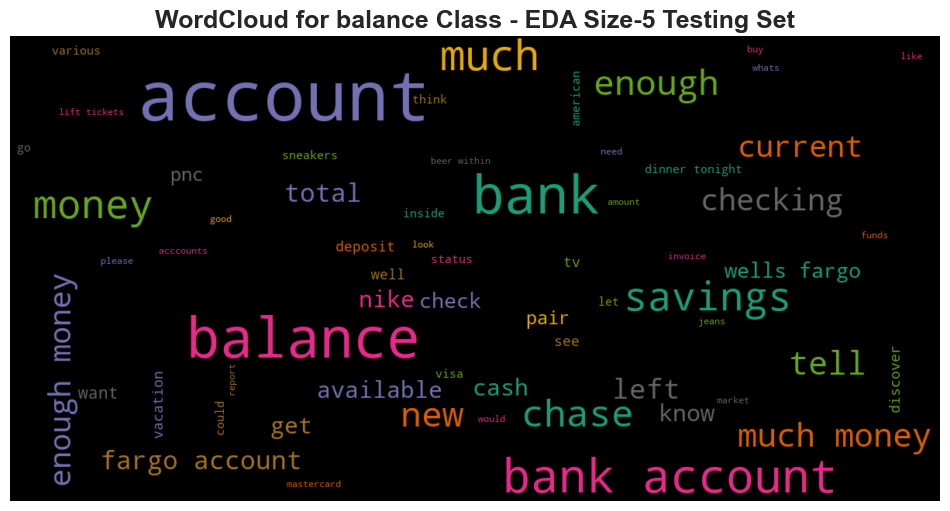 WordCloud for balance Class - EDA Size-5 Testing Set
various
much
buy
like
account
think
american
enough
whats
lift tickets
go
sneakers
beer within
need
current
pnc
total
bank
dinner tonight
checking
money
good
inside
amount
acccounts
deposit
look
funds
please
status
well
tv
invoice
wells fargo
enough money
nike
check
pair
let
savings
jeans
balance
see
tell
want
vacation
could
report
available
visa
cash
left
discover
fargo account
get
new
would
chase
know
market
much money
mastercard
bank account